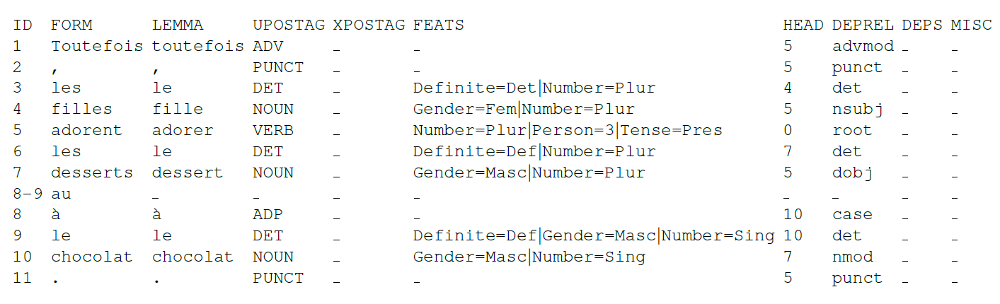 ID FORM LEMMA UPOSTAG XPOSTAG FEATS HEAD DEPREL DEPS MISC
1 Toutefois toutefois ADV _ _ 5 advmod _ _
2 , , PUNCT _ _ 5 punct _ _
3 les le DET _ Definite=Det|Number=Plur 4 det _ _
4 filles fille NOUN _ Gender=Fem|Number=Plur 5 nsubj _ _
5 adorent adorer VERB _ Number=Plur|Person=3|Tense=Pres 0 root _ _
6 les le DET _ Definite=Def|Number=Plur 7 det _ _
7 desserts dessert NOUN _ Gender=Masc|Number=Plur 5 dobj _ _
8-9 au _ _ _ _ _ _ _ _
8 à à ADP _ _ 10 case _ _
9 le le DET _ Definite=Def|Gender=Masc|Number=Sing 10 det _ _
10 chocolat chocolat NOUN _ Gender=Masc|Number=Sing 7 nmod _ _
11 . . PUNCT _ _ 5 punct _ _